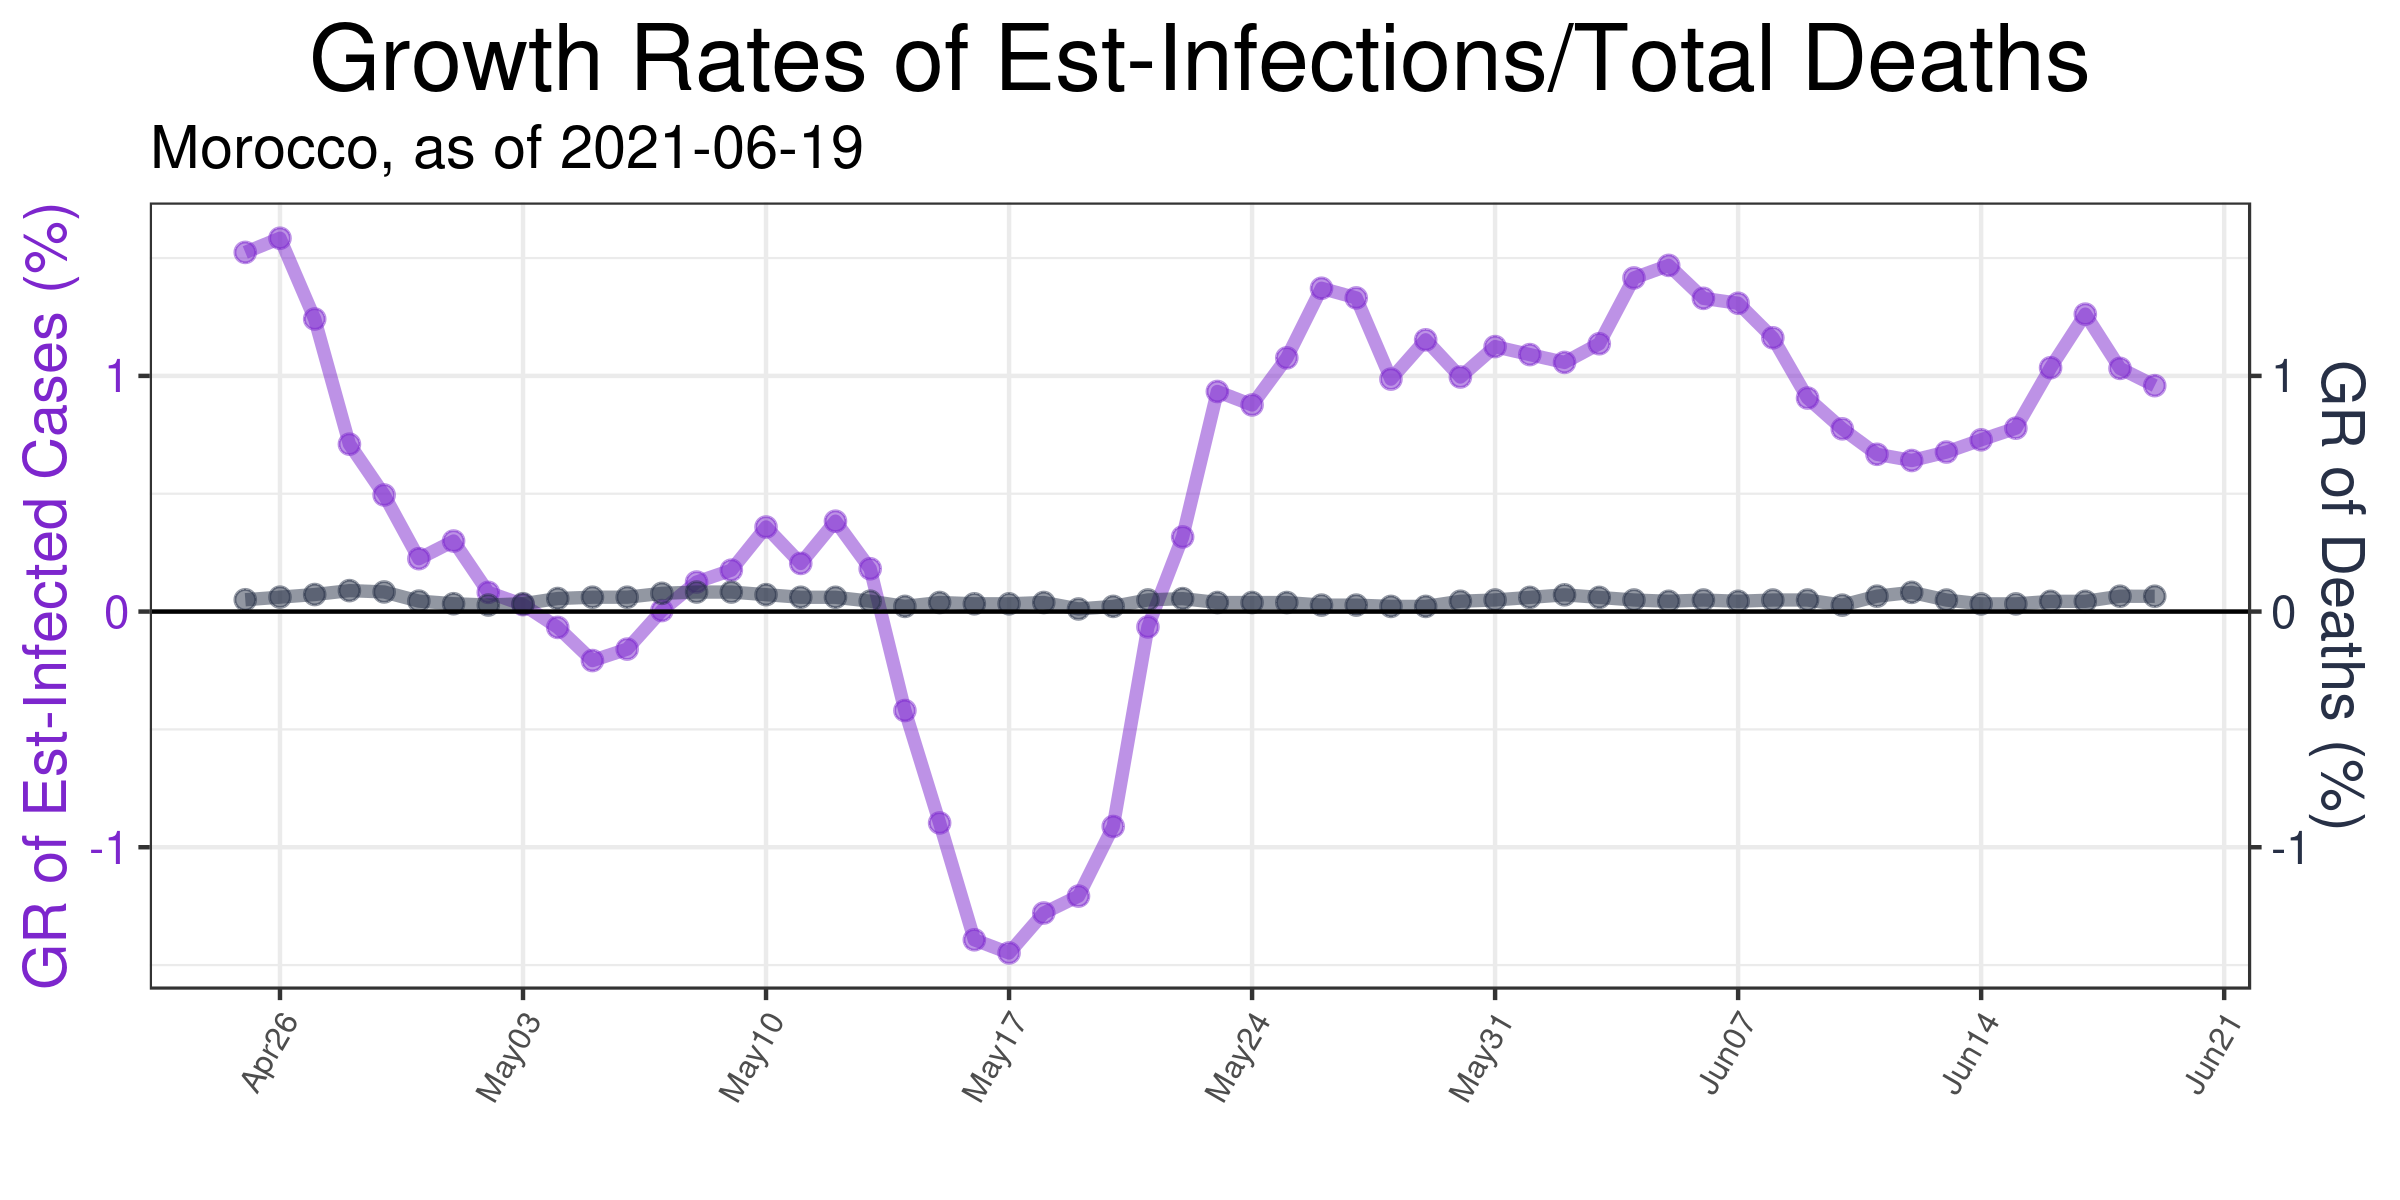 Growth Rates of Est-Infections/Total Deaths
Morocco, as of 2021-06-19
GR of Est-Infected Cases (%)
1
0
-1
1
0
-1
GR of Deaths (%)
Apr26
May03
May10
May17
May24
May31
Jun07
Jun14
Jun21